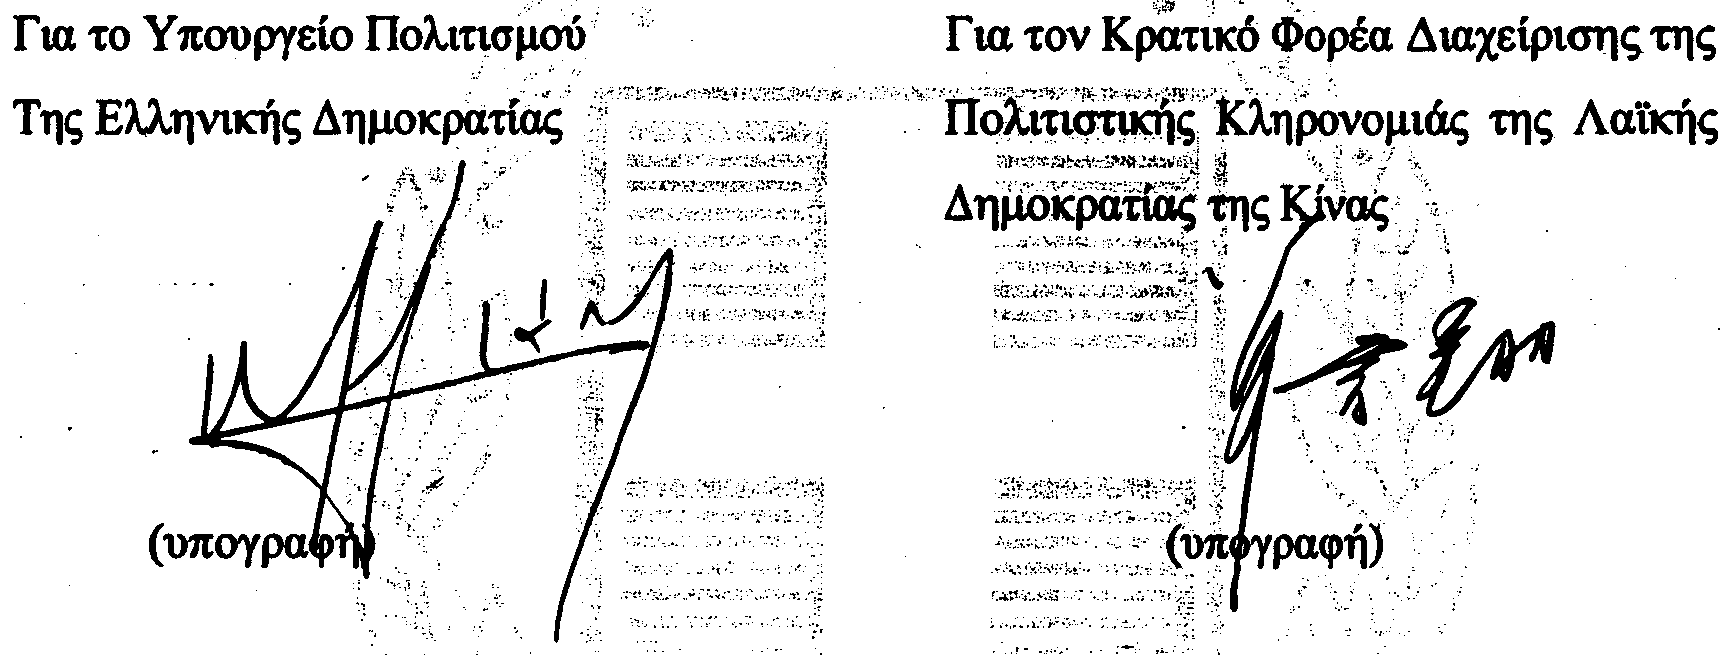 Για το Υπουργείο Πολιτισμού
Της Ελληνικής Δημοκρατίας
(υπογραφή)
Για τον Κρατικό Φορέα Διαχείρισης της
Πολιτιστικής Κληρονομιάς της Λαϊκής
Δημοκρατίας της Κίνας
(υπογραφή)